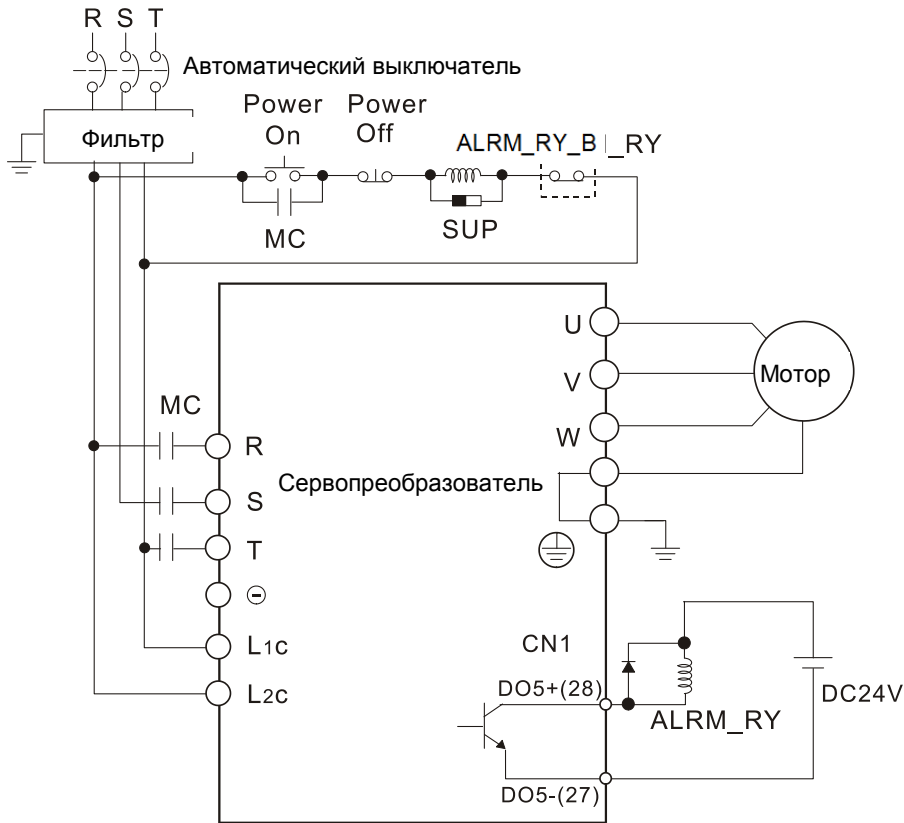 R S T
Автоматический выключатель
Power On
Power Off
Фильтр
ALRM_RY_B
_RY
MC
SUP
U
V
W
Мотор
MC
R
S
T
Сервопреобразователь
L1c
L2c
CN1
DO5+(28)
DO5-(27)
ALRM_RY
DC24V